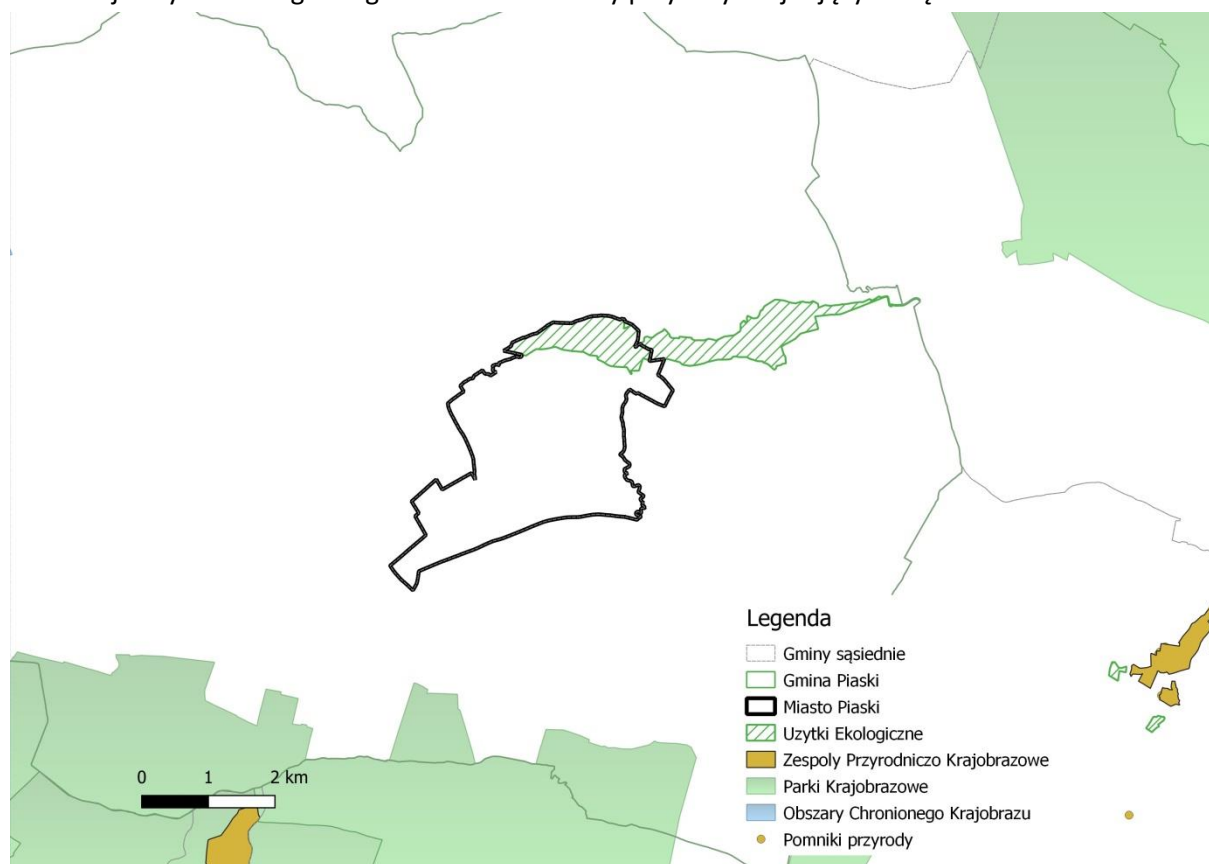 0 1 2 km
Legenda
Gminy sąsiednie
Gmina Piaski
Miasto Piaski
Uzytki Ekologiczne
Zespoly Przyrodniczo Krajobrazowe
Parki Krajobrazowe
Obszary Chronionego Krajobrazu
Pomniki przyrody